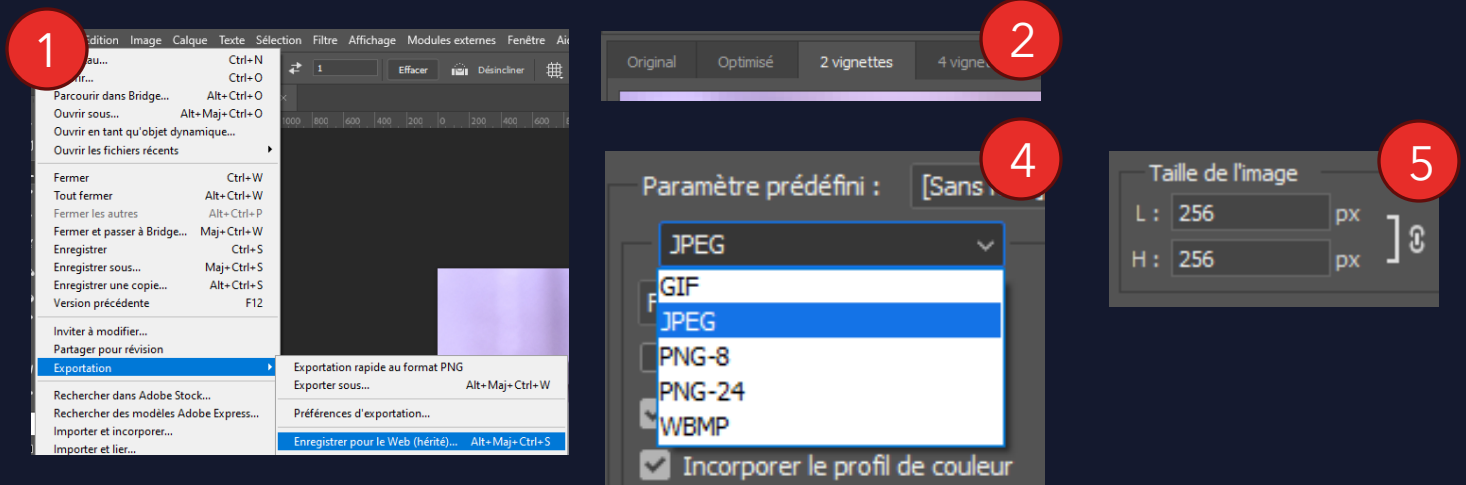 1
Édition Image Calque Texte Sélection Filtre Affichage Modules externes Fenêtre
Ctrl+N
Ctrl+O
Parcourir dans Bridge... Alt+Ctrl+O
Ouvrir sous... Alt+Maj+Ctrl+O
Ouvrir en tant qu'objet dynamique...
Ouvrir les fichiers récents
Fermer Ctrl+W
Tout fermer Alt+Ctrl+W
Fermer les autres Alt+Ctrl+P
Fermer et passer à Bridge... Maj+Ctrl+W
Enregistrer Ctrl+S
Enregistrer sous... Maj+Ctrl+S
Enregistrer une copie... Alt+Ctrl+S
Version précédente F12
Inviter à modifier...
Partager pour révision
Exportation
Rechercher dans Adobe Stock...
Rechercher des modèles Adobe Express...
Importer et incorporer...
Importer et lier...
1 Effacer Désincliner
1000 800 600 400 200 0 200 400 600
Exportation rapide au format PNG
Exporter sous... Alt+Maj+Ctrl+W
Préférences d'exportation...
Enregistrer pour le Web (hérité)... Alt+Maj+Ctrl+S
2
Original Optimisé 2 vignettes 4
4
Paramètre prédéfini : [Sans
JPEG
GIF
JPEG
PNG-8
PNG-24
WBMP
Incorporer le profil de couleur
5
Taille de l'image
L : 256 px
H : 256 px